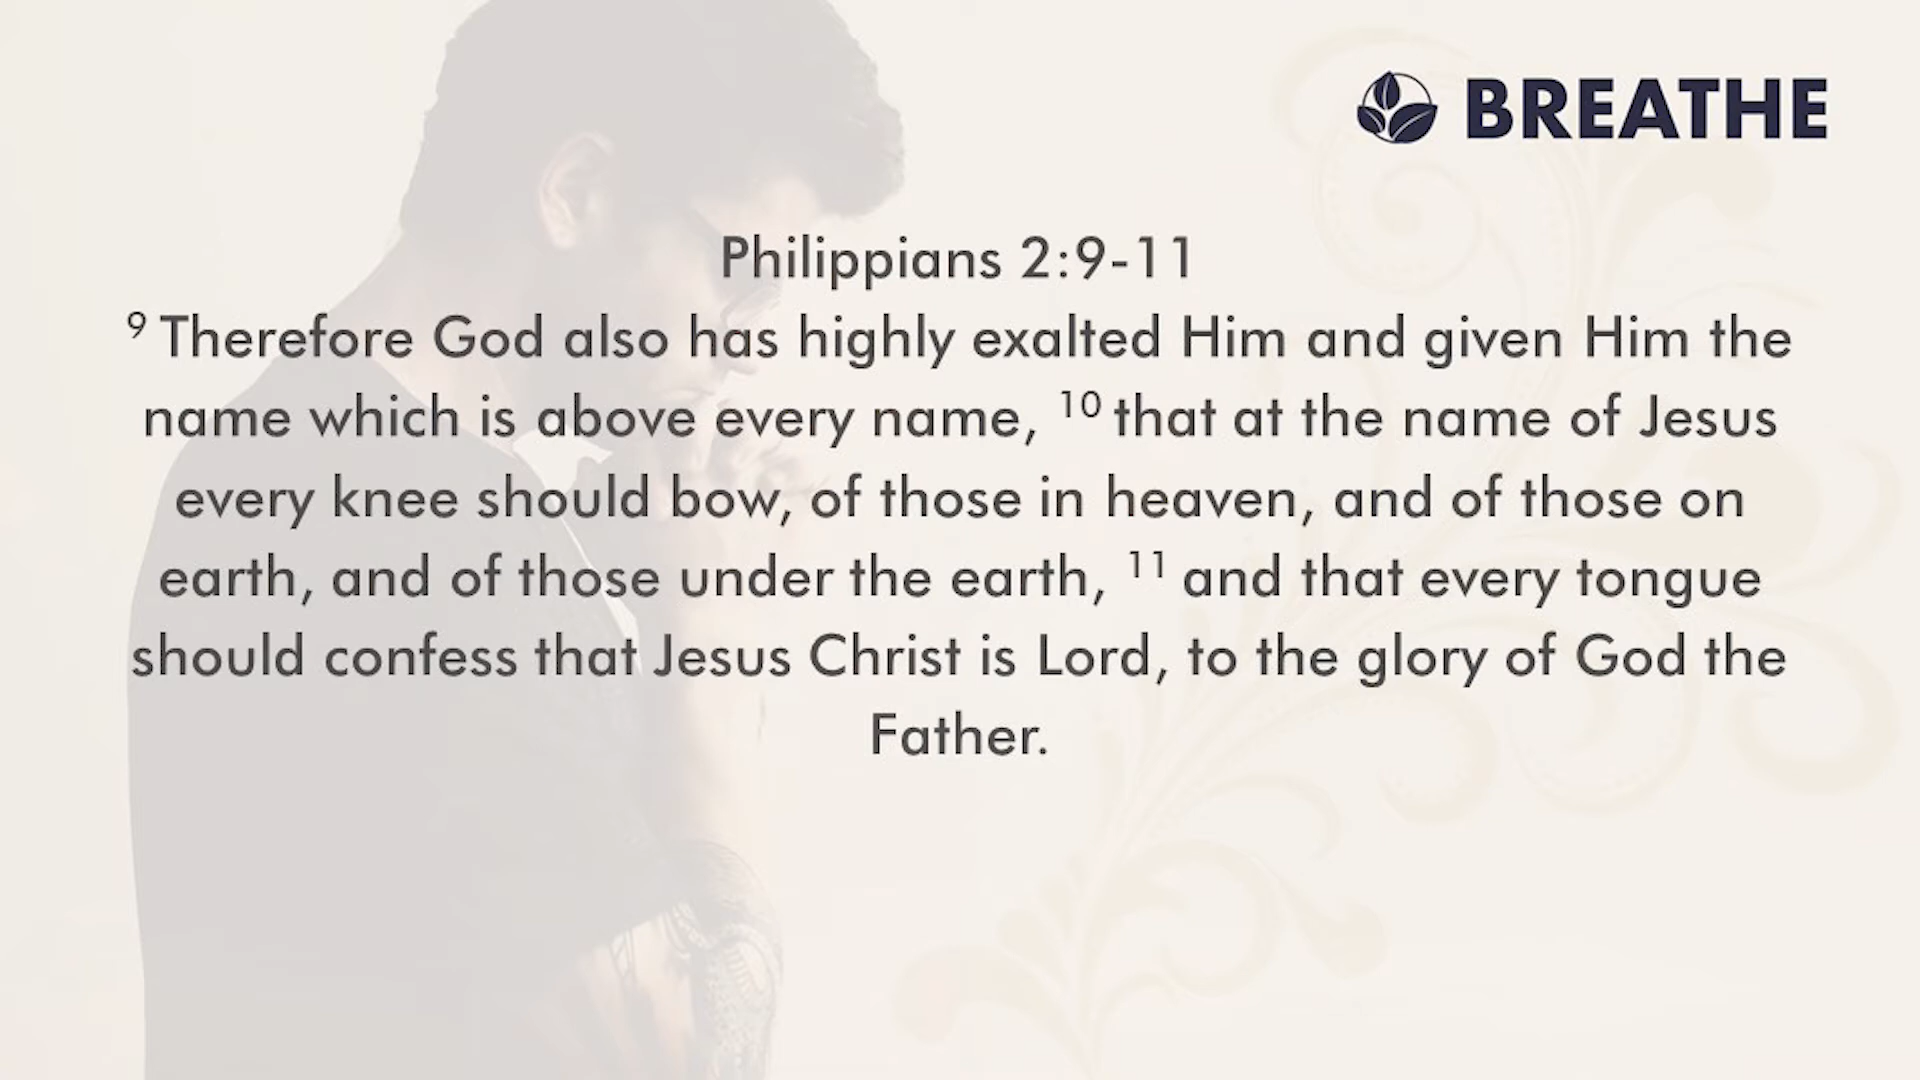 BREATHE
Philippians 2:9-11
9 Therefore God also has highly exalted Him and given Him the
name which is above every name, 10 that at the name of Jesus
every knee should bow, of those in heaven, and of those on
earth, and of those under the earth, 11 and that every tongue
should confess that Jesus Christ is Lord, to the glory of God the
Father.